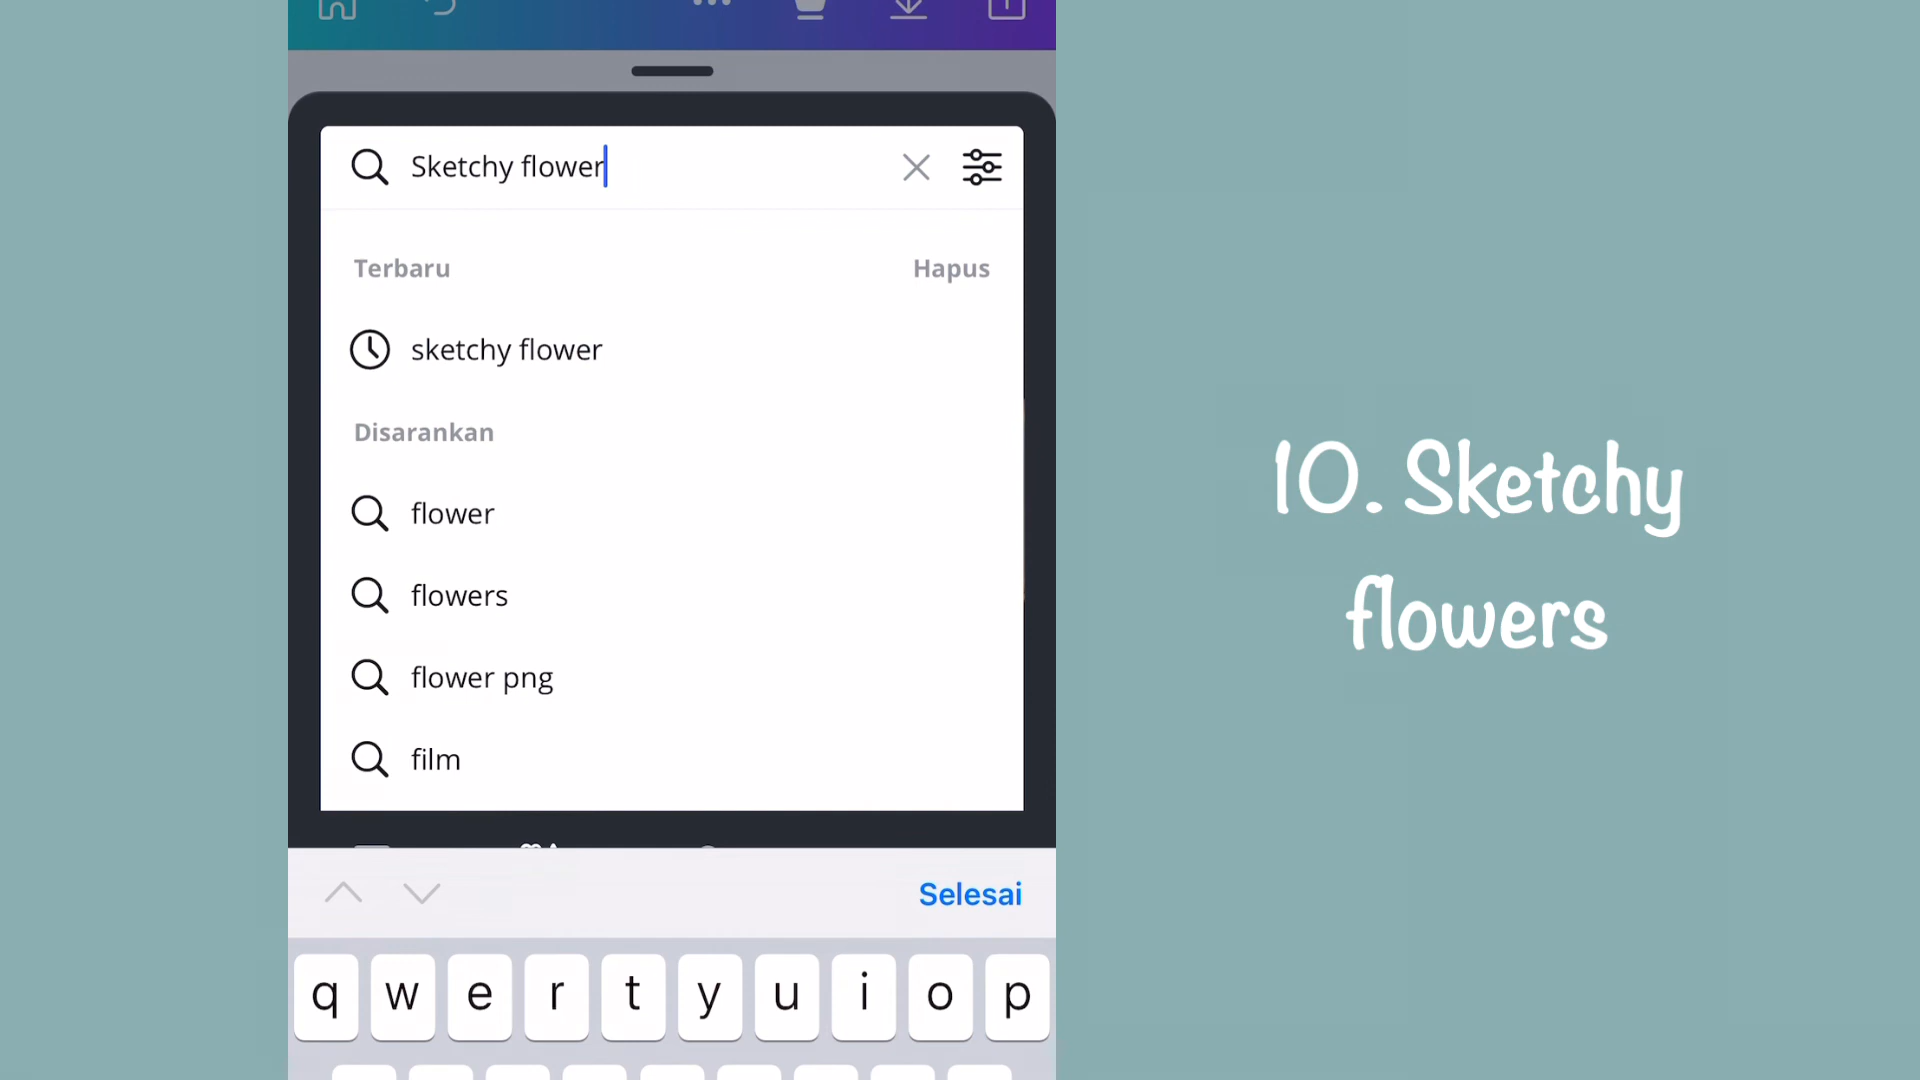 Sketchy flower
Terbaru Hapus
sketchy flower
Disarankan
flower
flowers
flower png
film
Selesai
q w e r t y u i o p
10. Sketchy
flowers